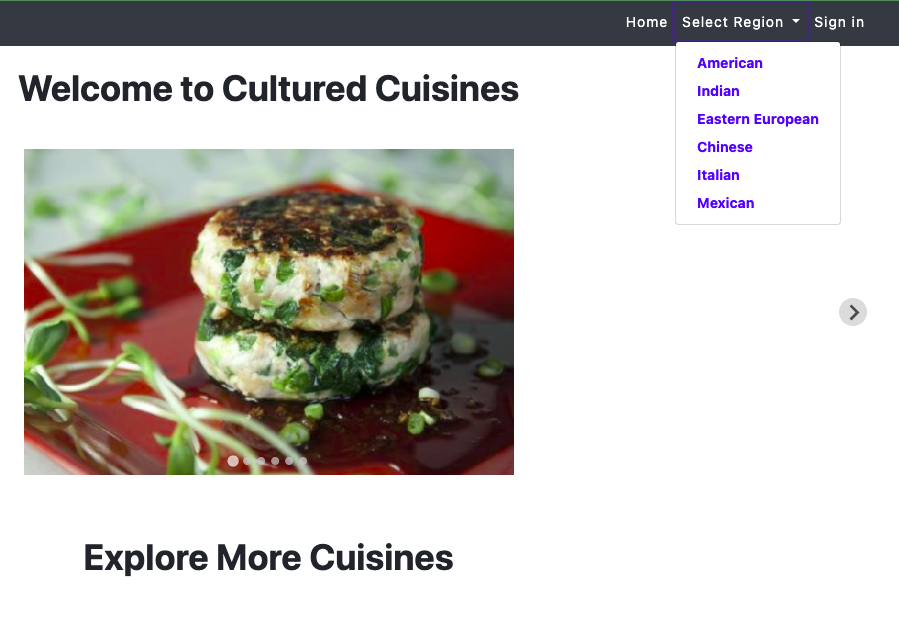 Home Select Region Sign in
American
Indian
Eastern European
Chinese
Italian
Mexican
Welcome to Cultured Cuisines
Explore More Cuisines